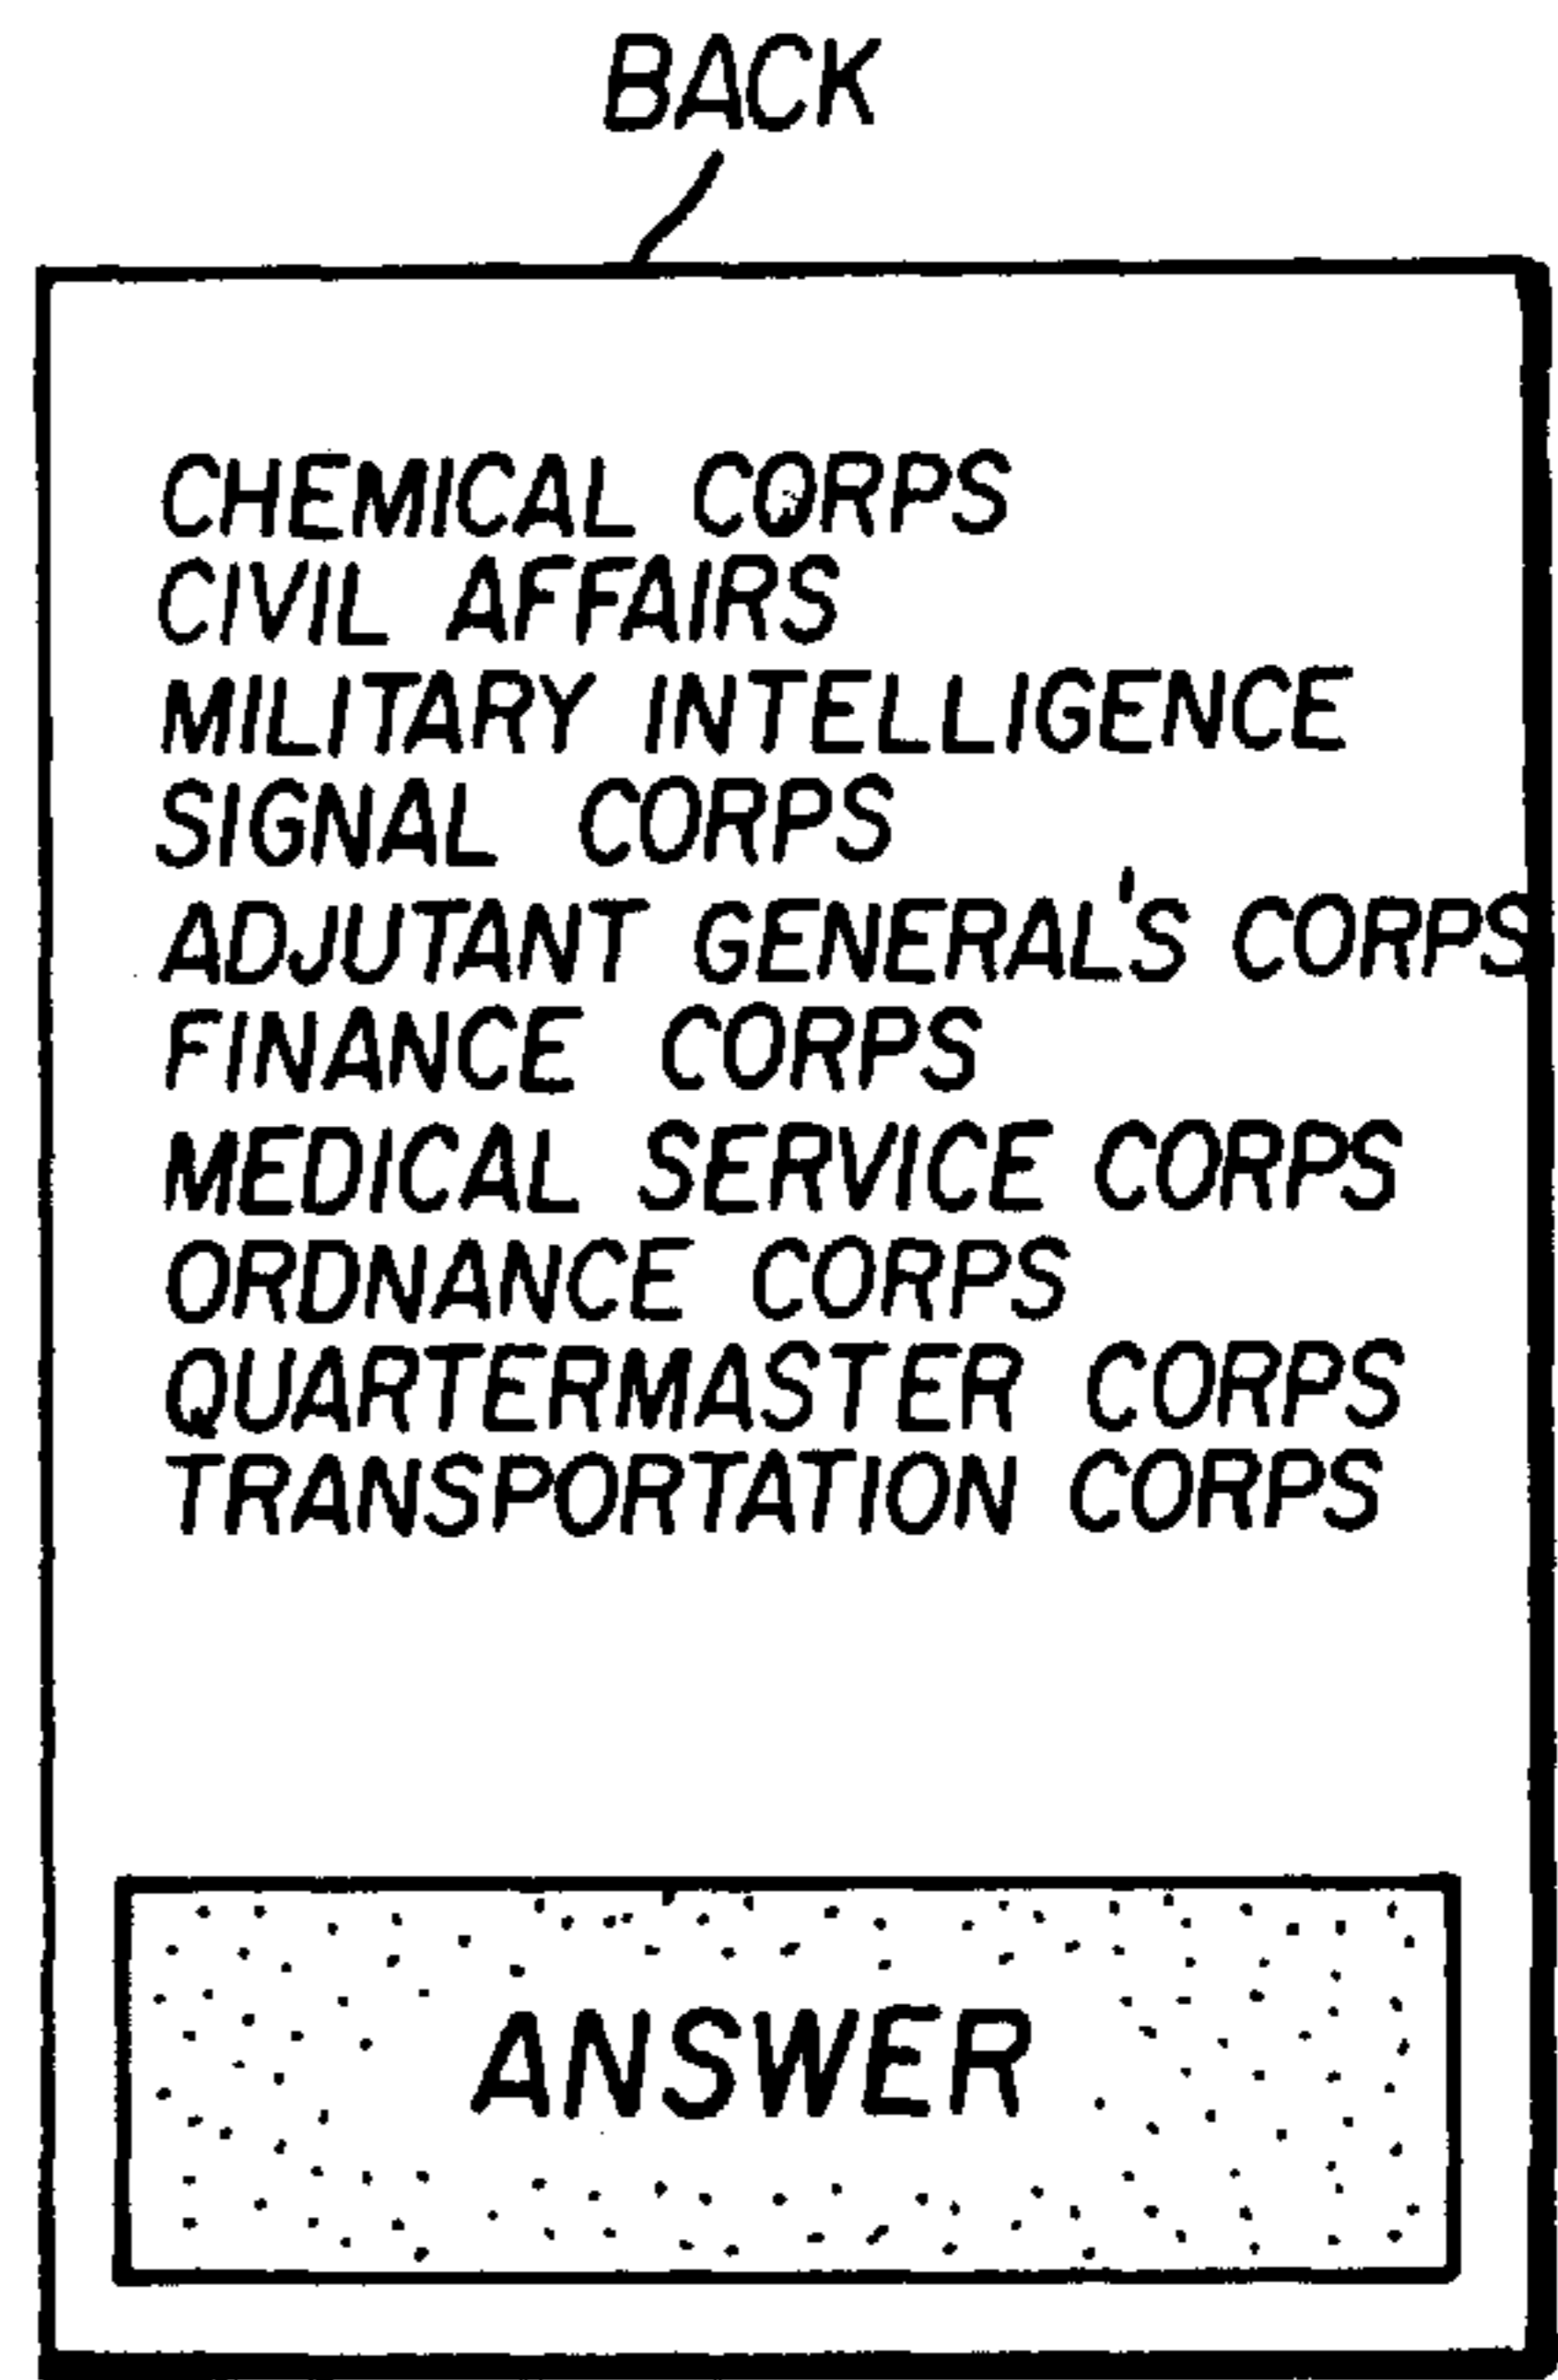 BACK
CHEMICAL CORPS
CIVIL AFFAIRS
MILITARY INTELLIGENCE
SIGNAL CORPS
ADJUTANT GENERAL'S CORPS
FINANCE CORPS
MEDICAL SERVICE CORPS
ORDNANCE CORPS
QUARTERMASTER CORPS
TRANSPORTATION CORPS
ANSWER